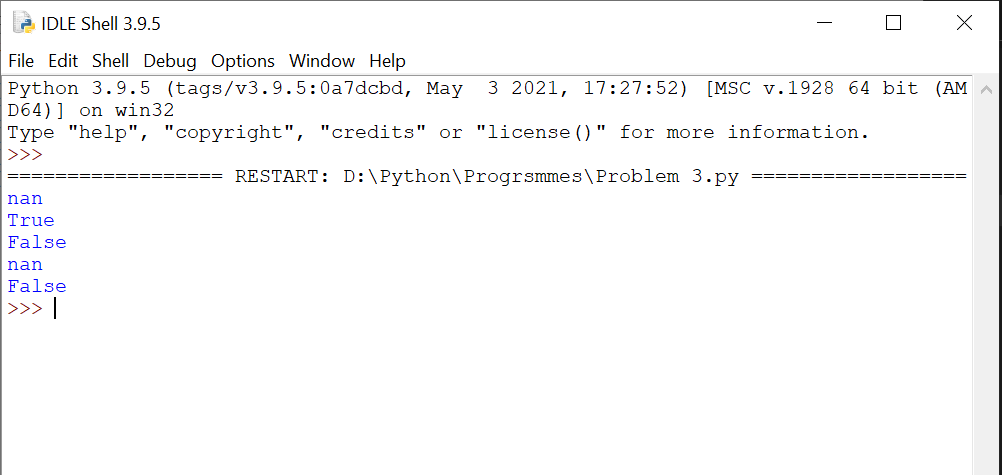 IDLE Shell 3.9.5
File Edit Shell Debug Options Window Help
Python 3.9.5 (tags/v3.9.5:0a7dcbd, May  3 2021, 17:27:52) [MSC v.1928 64 bit (AM
D64)] on win32
Type "help", "copyright", "credits" or "license()" for more information.
>>>
================== RESTART: D:\Python\Progrsmmes\Problem 3.py ==================
nan
True
False
nan
False
>>>